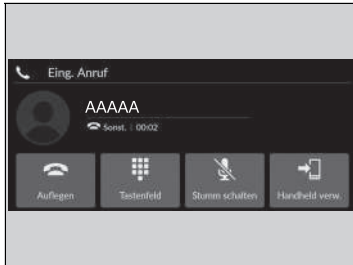 Eing. Anruf
AAAAA
Sonst. | 00:02
Auflegen
Tastenfeld
Stumm schalten
Handheld verw.